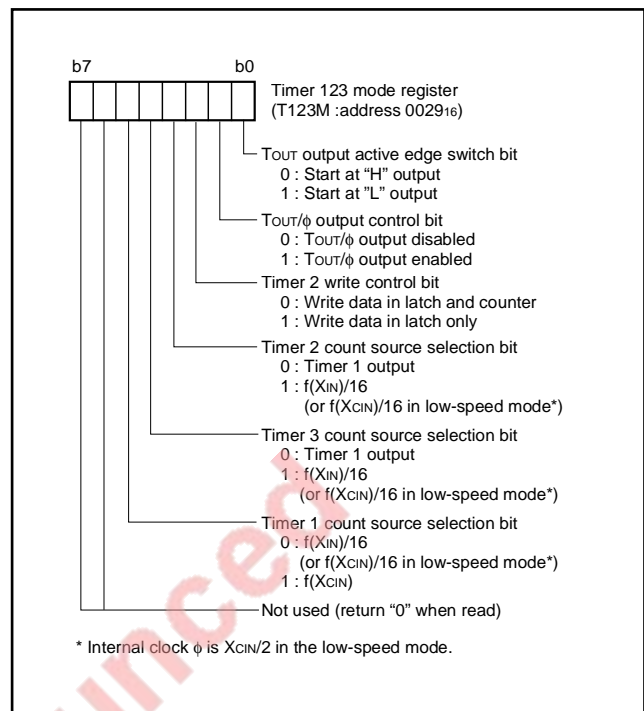 b7 b0
Timer 123 mode register
(T123M :address 002916)
TOUT output active edge switch bit
0 : Start at “H” output
1 : Start at ”L” output
TOUT/ϕ output control bit
0 : TOUT/ϕ output disabled
1 : TOUT/ϕ output enabled
Timer 2 write control bit
0 : Write data in latch and counter
1 : Write data in latch only
Timer 2 count source selection bit
0 : Timer 1 output
1 : f(XIN)/16
(or f(XCIN)/16 in low-speed mode*)
Timer 3 count source selection bit
0 : Timer 1 output
1 : f(XIN)/16
(or f(XCIN)/16 in low-speed mode*)
Timer 1 count source selection bit
0 : f(XIN)/16
(or f(XCIN)/16 in low-speed mode*)
1 : f(XCIN)
Not used (return “0” when read)
* Internal clock ϕ is XCIN/2 in the low-speed mode.
unced